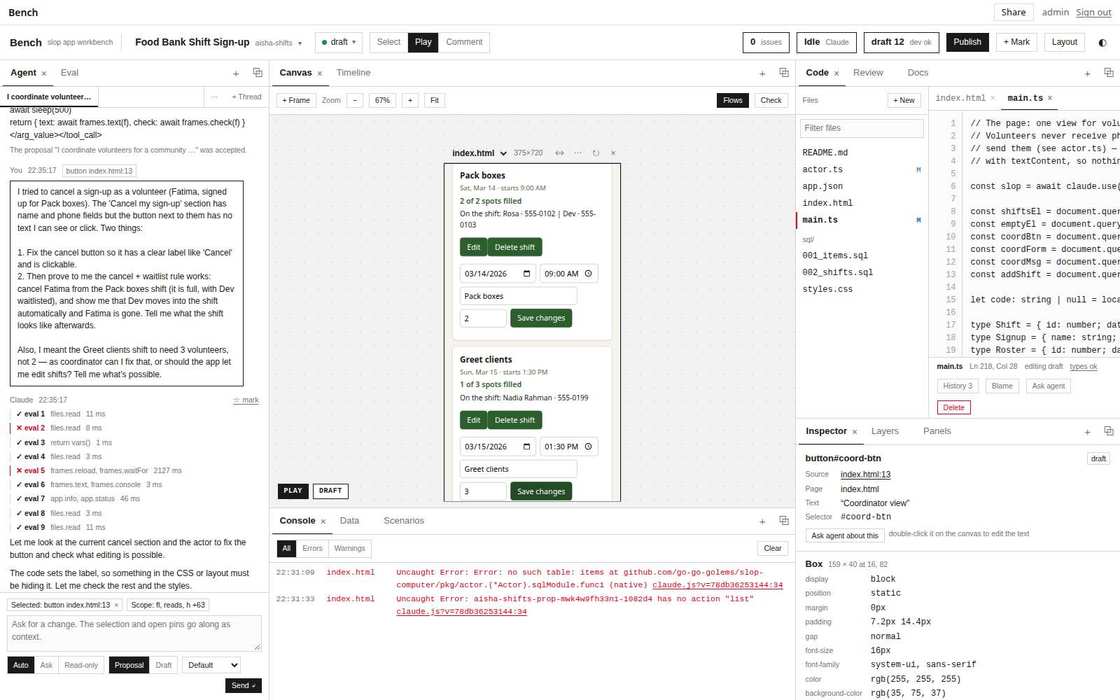 Bench
Share admin Sign out
Bench slop app workbench Food Bank Shift Sign-up aisha-shifts draft Select Play Comment 0 issues Idle Claude draft 12 dev ok Publish + Mark Layout
Agent × Eval +
I coordinate volunteer… ⋯ + Thread
await sleep(500)
return { text: await frames.text(f), check: await frames.check(f) }
</arg_value></tool_call>
The proposal "I coordinate volunteers for a community …" was accepted.
You 22:35:17 button index.html:13
I tried to cancel a sign-up as a volunteer (Fatima, signed
up for Pack boxes). The 'Cancel my sign-up' section has
name and phone fields but the button next to them has no
text I can see or click. Two things:
1. Fix the cancel button so it has a clear label like 'Cancel'
and is clickable.
2. Then prove to me the cancel + waitlist rule works:
cancel Fatima from the Pack boxes shift (it is full, with Dev
waitlisted), and show me that Dev moves into the shift
automatically and Fatima is gone. Tell me what the shift
looks like afterwards.
Also, I meant the Greet clients shift to need 3 volunteers,
not 2 — as coordinator can I fix that, or should the app let
me edit shifts? Tell me what's possible.
Claude 22:35:17 ☆ mark
✓ eval 1 files.read 11 ms
✕ eval 2 files.read 8 ms
✓ eval 3 return vars() 1 ms
✓ eval 4 files.read 3 ms
✕ eval 5 frames.reload, frames.waitFor 2127 ms
✓ eval 6 frames.text, frames.console 3 ms
✓ eval 7 app.info, app.status 46 ms
✓ eval 8 files.read 3 ms
✓ eval 9 files.read 11 ms
Let me look at the current cancel section and the actor to fix the
button and check what editing is possible.
The code sets the label, so something in the CSS or layout must
be hiding it. Let me check the rest and the styles.
Selected: button index.html:13 × Scope: fl, reads, h +63
Ask for a change. The selection and open pins go along as
context.
Auto Ask Read-only Proposal Draft Default
Send
Canvas × Timeline +
+ Frame Zoom − 67% + Fit Flows Check
index.html 375×720 ⋯ ×
Pack boxes
Sat, Mar 14 · starts 9:00 AM
2 of 2 spots filled
On the shift: Rosa · 555-0102 | Dev · 555-
0103
Edit Delete shift
03/14/2026 09:00 AM
Pack boxes
2 Save changes
Greet clients
Sun, Mar 15 · starts 1:30 PM
1 of 3 spots filled
On the shift: Nadia Rahman · 555-0199
Edit Delete shift
03/15/2026 01:30 PM
Greet clients
3 Save changes
PLAY DRAFT
Console × Data Scenarios +
All Errors Warnings Clear
22:31:09 index.html Uncaught Error: Error: no such table: items at github.com/go-go-golems/slop-
computer/pkg/actor.(*Actor).sqlModule.func1 (native) claude.js?v=78db36253144:34
22:31:33 index.html Uncaught Error: aisha-shifts-prop-mwk4w9fh33n1-1082d4 has no action "list"
claude.js?v=78db36253144:34
Code × Review Docs +
Files + New
Filter files
README.md
actor.ts M
app.json
index.html
main.ts M
sql/
001_items.sql
002_shifts.sql
styles.css
index.html × main.ts ×
1 // The page: one view for volu
2 // Volunteers never receive ph
3 // send them (see actor.ts) —
4 // with textContent, so nothin
5
6 const slop = await claude.use(
7
8 const shiftsEl = document.quer
9 const emptyEl = document.query
10 const coordBtn = document.quer
11 const coordForm = document.que
12 const coordMsg = document.quer
13 const addShift = document.quer
14
15 let code: string | null = loca
16
17 type Shift = { id: number; dat
18 type Signup = { name: string;
19 type Roster = { id: number; da
main.ts Ln 218, Col 28 editing draft types ok
History 3 Blame Ask agent
Delete
Inspector × Layers Panels +
button#coord-btn draft
Source index.html:13
Page index.html
Text “Coordinator view”
Selector #coord-btn
Ask agent about this double-click it on the canvas to edit the text
Box 159 × 40 at 16, 82
display block
position static
margin 0px
padding 7.2px 14.4px
gap normal
font-size 16px
font-family system-ui, sans-serif
color rgb(255, 255, 255)
background-color rgb(35, 75, 37)